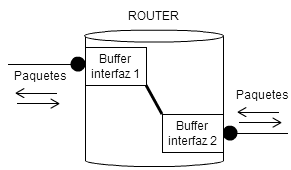 ROUTER
Buffer
interfaz 1
Paquetes
Paquetes
Buffer
interfaz 2